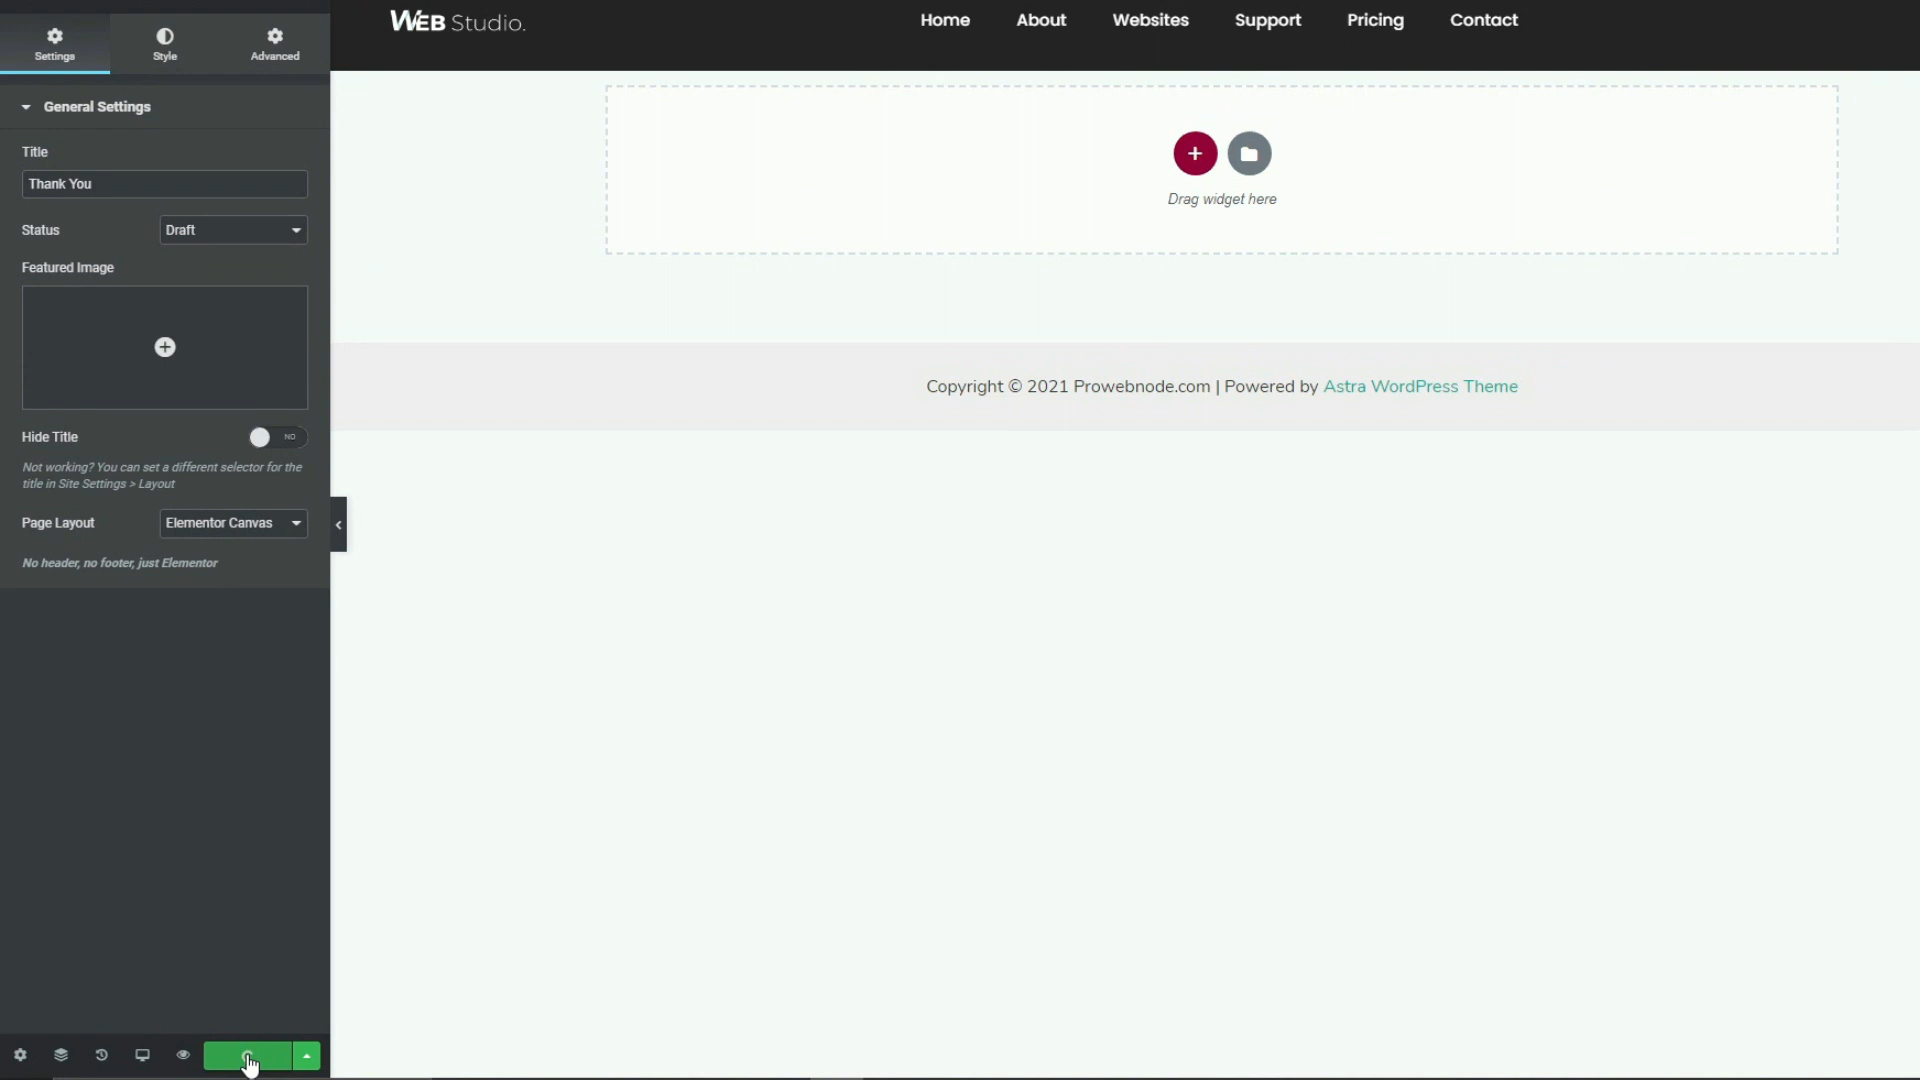 WEB Studio.
Home About Websites Support Pricing Contact
Settings Style Advanced
General Settings
Title
Thank You
Status Draft
Featured Image
Hide Title NO
Not working? You can set a different selector for the
title in Site Settings > Layout
Page Layout Elementor Canvas
No header, no footer, just Elementor
Drag widget here
Copyright © 2021 Prowebnode.com | Powered by Astra WordPress Theme